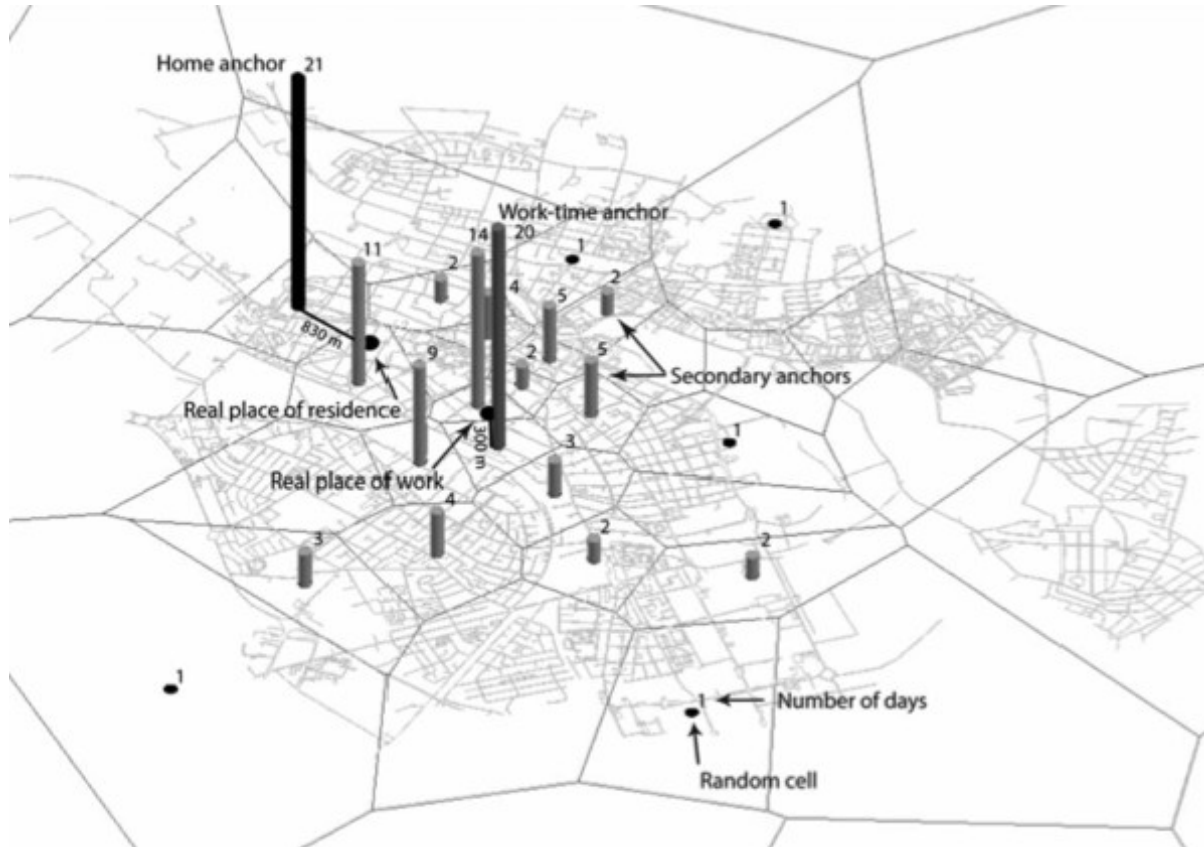 Home anchor
21
Work-time anchor
1
14
20
11
1
2
4
2
5
830 m
9
2
5
Secondary anchors
Real place of residence
1
300 m
3
Real place of work
4
3
2
2
1
1
Number of days
Random cell